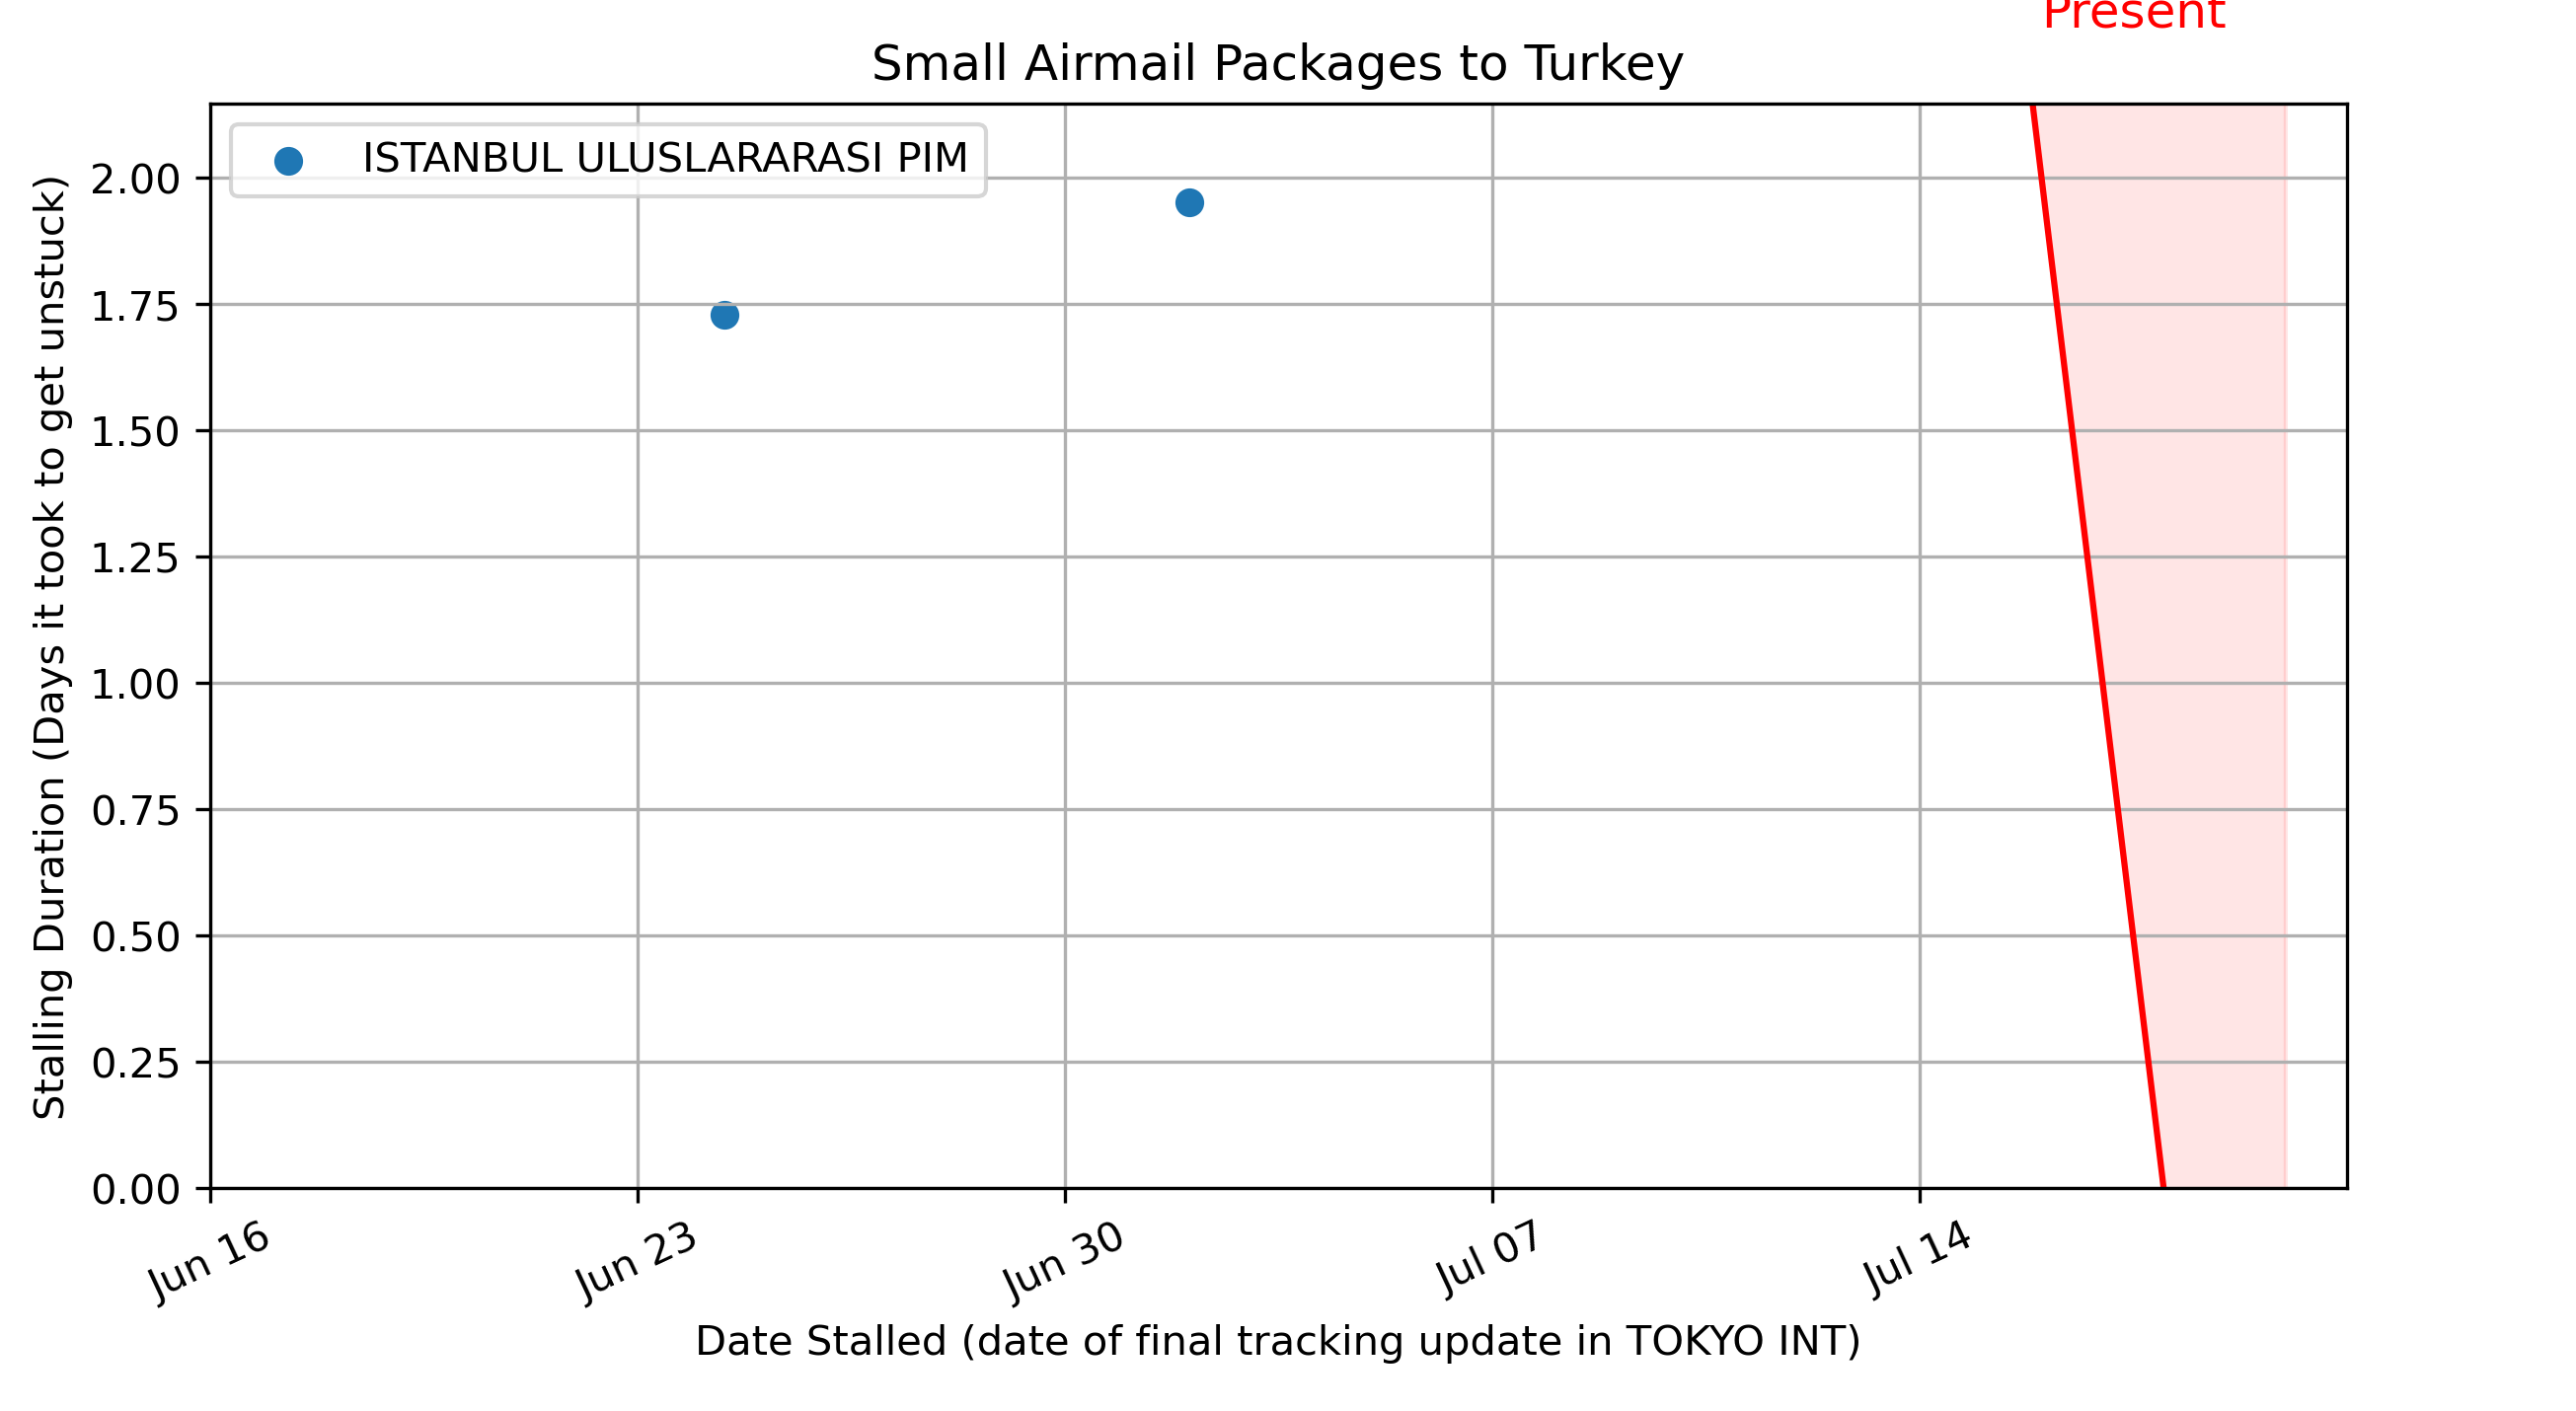 Present
Small Airmail Packages to Turkey
ISTANBUL ULUSLARARASI PIM
Stalling Duration (Days it took to get unstuck)
2.00
1.75
1.50
1.25
1.00
0.75
0.50
0.25
0.00
Jun 16
Jun 23
Jun 30
Jul 07
Jul 14
Date Stalled (date of final tracking update in TOKYO INT)